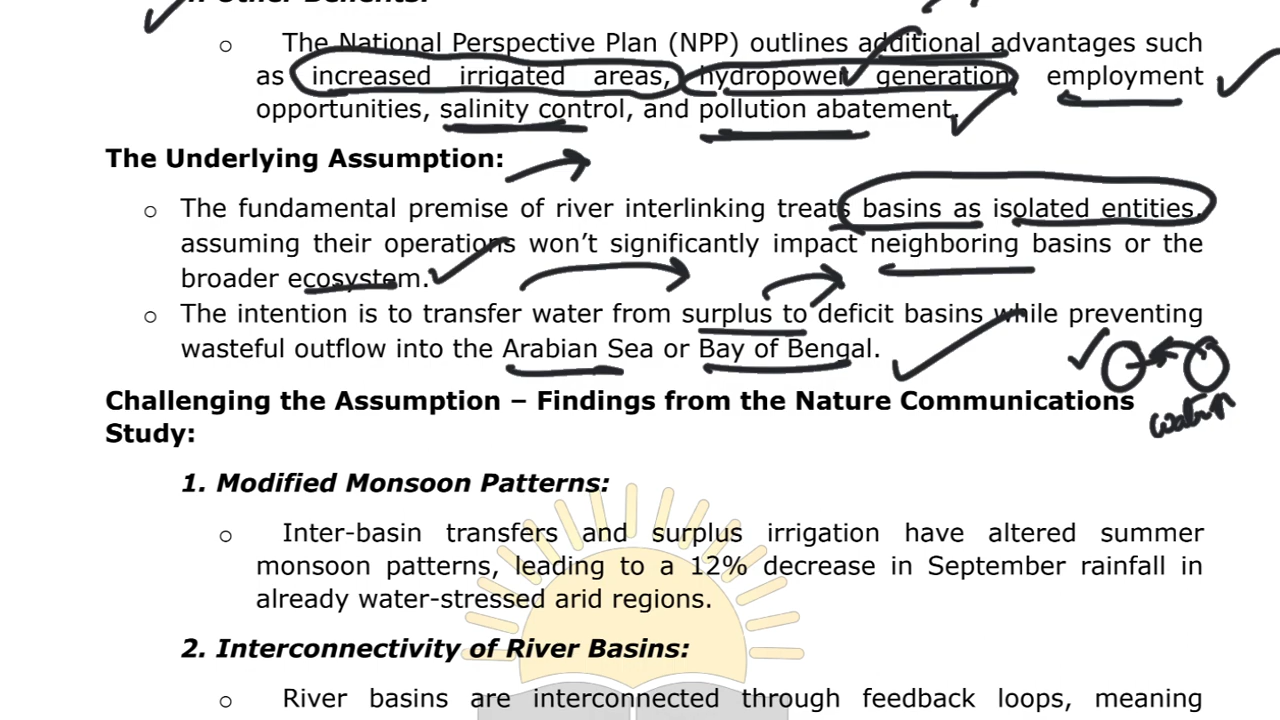 Other Benefits:
o The National Perspective Plan (NPP) outlines additional advantages such
as increased irrigated areas, hydropower generation, employment
opportunities, salinity control, and pollution abatement.
The Underlying Assumption:
o The fundamental premise of river interlinking treats basins as isolated entities,
assuming their operations won’t significantly impact neighboring basins or the
broader ecosystem.
o The intention is to transfer water from surplus to deficit basins while preventing
wasteful outflow into the Arabian Sea or Bay of Bengal.
Challenging the Assumption – Findings from the Nature Communications
Study:
1. Modified Monsoon Patterns:
o Inter-basin transfers and surplus irrigation have altered summer
monsoon patterns, leading to a 12% decrease in September rainfall in
already water-stressed arid regions.
2. Interconnectivity of River Basins:
o River basins are interconnected through feedback loops, meaning